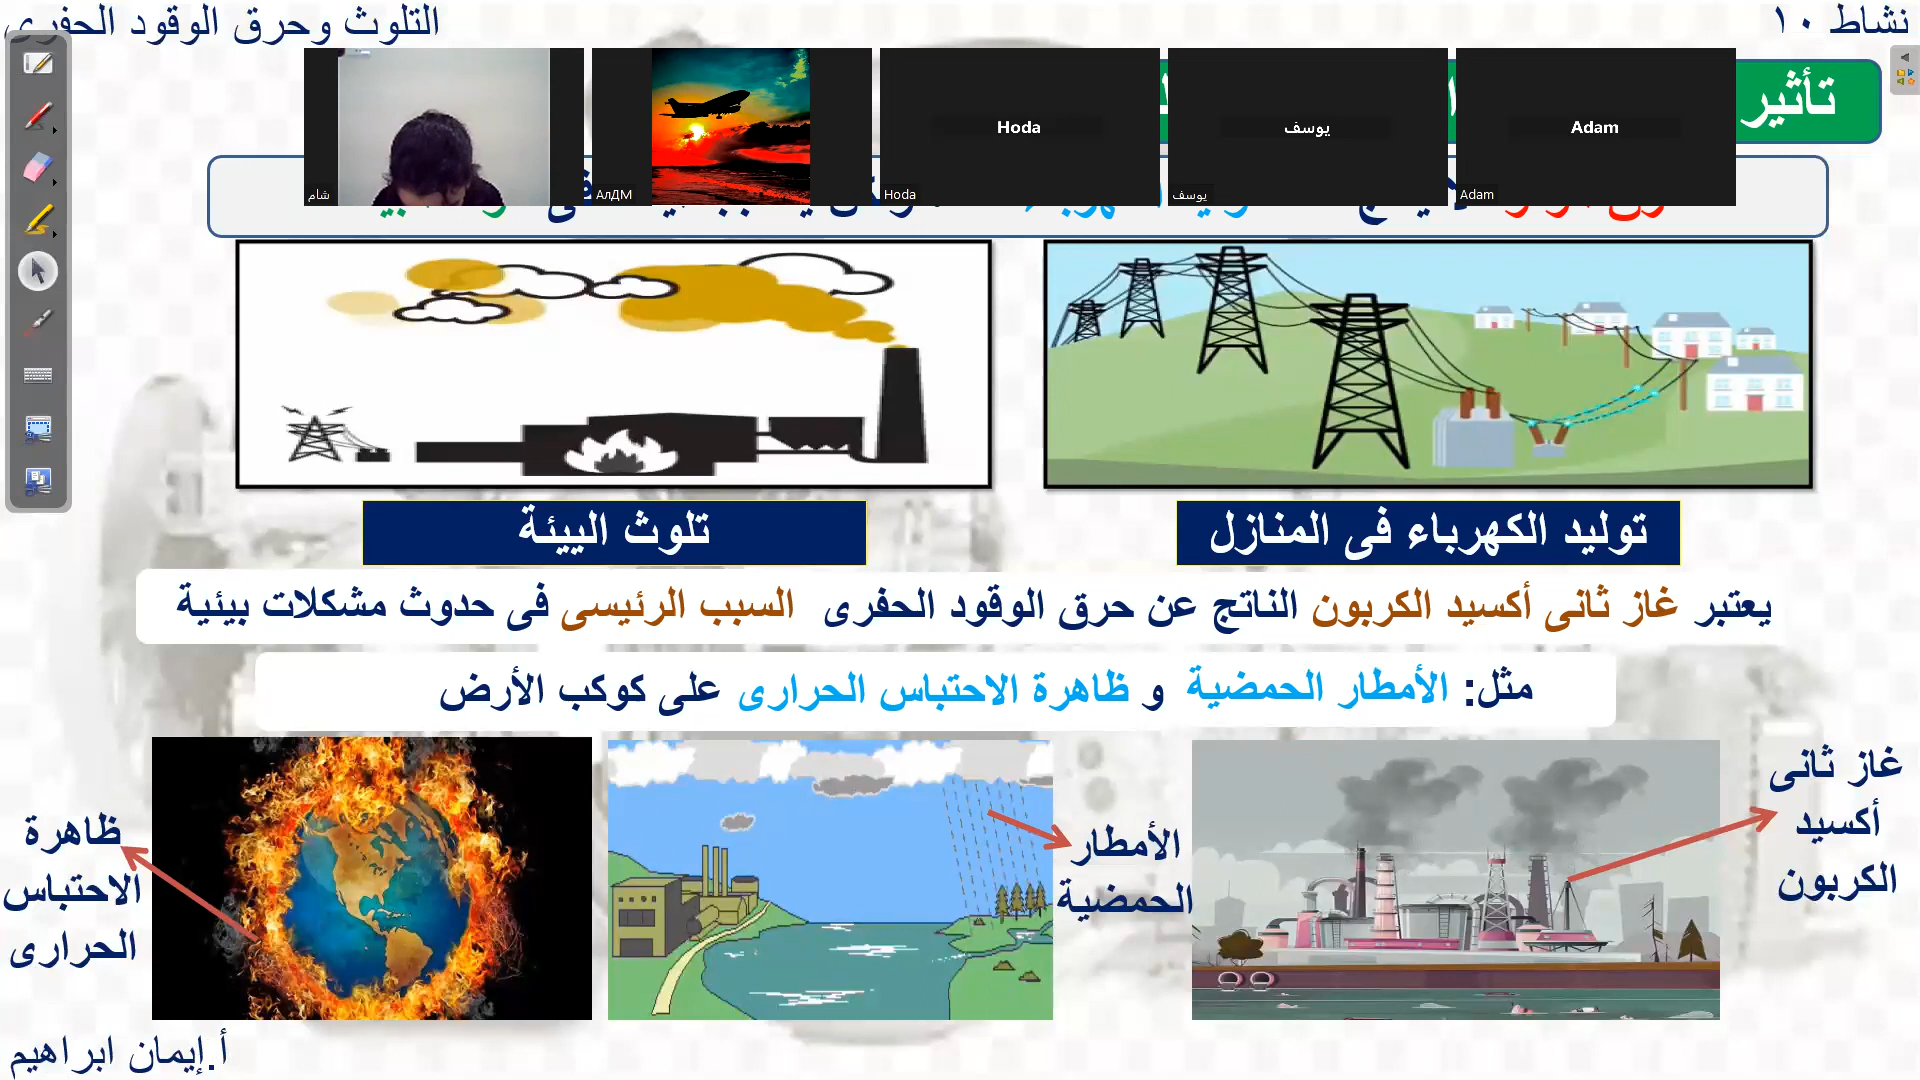 نشاط ١٠
التلوث وحرق الوقود الحفرى
تأثير
Hoda
يوسف
Adam
شام
АлДМ
Hoda
يوسف
Adam
توليد الكهرباء فى المنازل
تلوث البيئة
يعتبر غاز ثانى أكسيد الكربون الناتج عن حرق الوقود الحفرى السبب الرئيسى فى حدوث مشكلات بيئية
مثل: الأمطار الحمضية و ظاهرة الاحتباس الحرارى على كوكب الأرض
غاز ثانى
أكسيد
الكربون
الأمطار
الحمضية
ظاهرة
الاحتباس
الحرارى
أ.إيمان ابراهيم